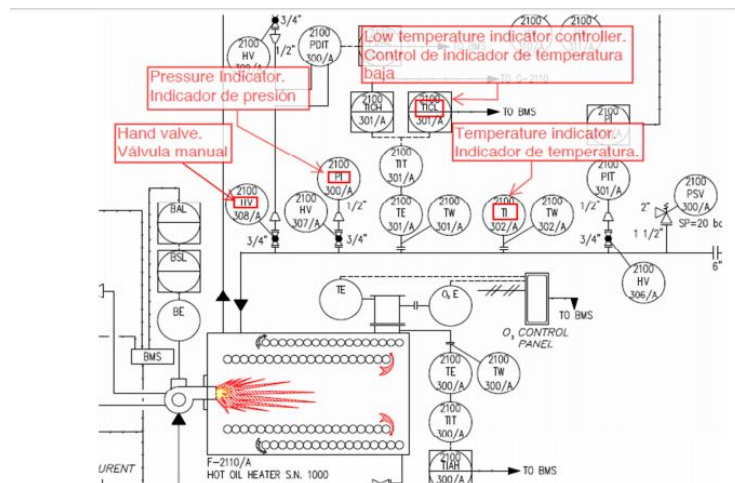 3/4"
2100
HV
1/2"
2100
PDIT
300/A
Low temperature indicator controller.
Control de indicador de temperatura
baja
Pressure Indicator.
Indicador de presión
2100
TICH
301/A
2100
TICL
301/A
TO BMS
Hand valve.
Válvula manual
Temperature indicator.
Indicador de temperatura.
2100
TIT
301/A
2100
PI
300/A
2100
PIT
301/A
2100
PSV
300/A
SP=20
BAL
2100
HV
308/A
3/4"
2100
HV
307/A
1/2"
3/4"
2100
TE
301/A
2100
TW
301/A
2100
TI
302/A
2100
TW
302/A
1/2"
3/4"
2"
1 1/2"
6"
BSL
2100
HV
306/A
BE
TE
O₂ E
TO BMS
O₂ CONTROL
PANEL
BMS
2100
TE
300/A
2100
TW
300/A
2100
TIT
300/A
2100
TIAH
300/A
TO BMS
F-2110/A
HOT OIL HEATER S.N. 1000